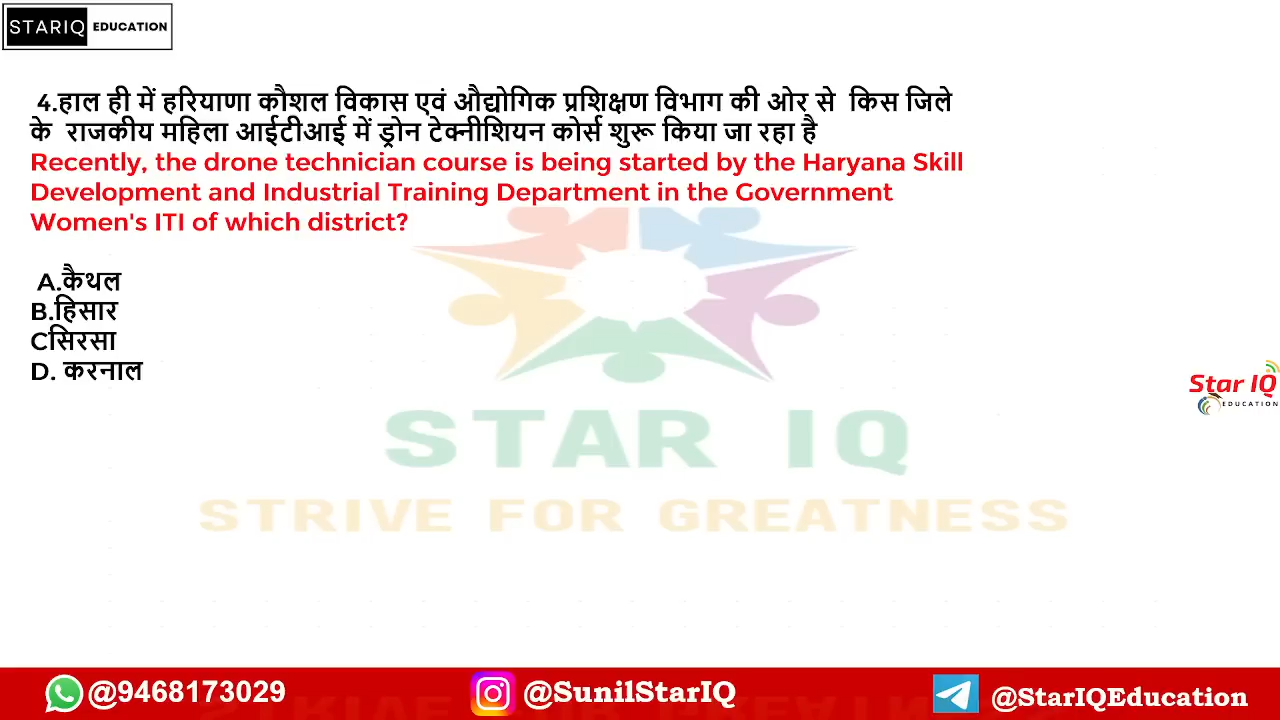 STARIQ EDUCATION
4.हाल ही में हरियाणा कौशल विकास एवं औद्योगिक प्रशिक्षण विभाग की ओर से किस जिले
के राजकीय महिला आईटीआई में ड्रोन टेक्नीशियन कोर्स शुरू किया जा रहा है
Recently, the drone technician course is being started by the Haryana Skill
Development and Industrial Training Department in the Government
Women's ITI of which district?
A.कैथल
B.हिसार
Cसिरसा
D. करनाल
Star IQ
EDUCATION
STAR IQ
STRIVE FOR GREATNESS
@9468173029 @SunilStarIQ @StarIQEducation